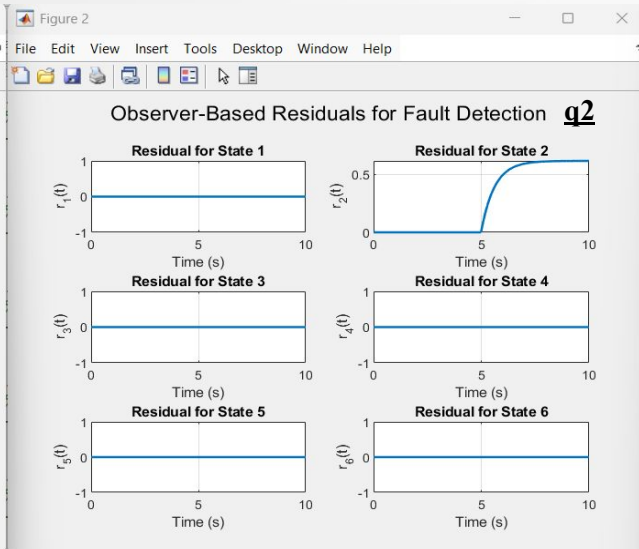 Figure 2
File Edit View Insert Tools Desktop Window Help
Observer-Based Residuals for Fault Detection q2
Residual for State 1
1
0
-1
r1(t)
0 5 10
Time (s)
Residual for State 2
0.5
0
r2(t)
0 5 10
Time (s)
Residual for State 3
1
0
-1
r3(t)
0 5 10
Time (s)
Residual for State 4
1
0
-1
r4(t)
0 5 10
Time (s)
Residual for State 5
1
0
-1
r5(t)
0 5 10
Time (s)
Residual for State 6
1
0
-1
r6(t)
0 5 10
Time (s)